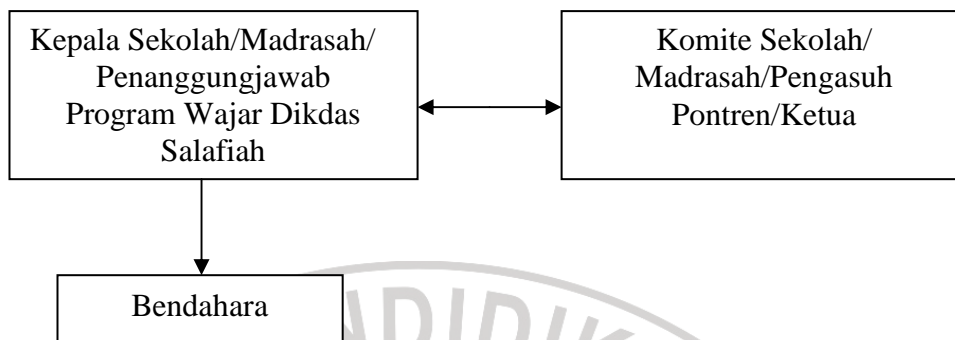 Kepala Sekolah/Madrasah/
Penanggungjawab
Program Wajar Dikdas
Salafiah
Komite Sekolah/
Madrasah/Pengasuh
Pontren/Ketua
Bendahara